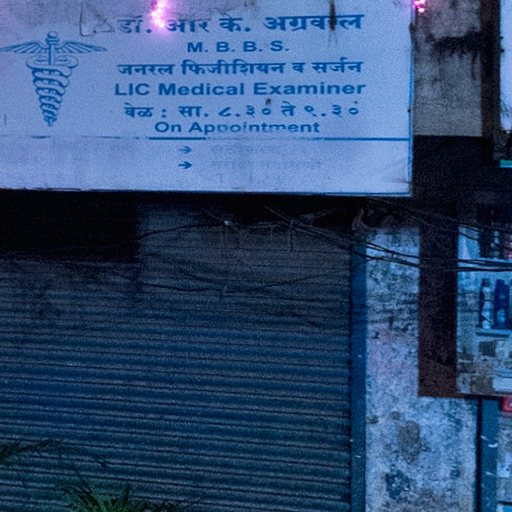 डॉ. आर के. अग्रवाल
M. B. B. S.
जनरल फिजीशियन व सर्जन
LIC Medical Examiner
वेळ : सा. ८.३० ते ९.३०
On Appointment